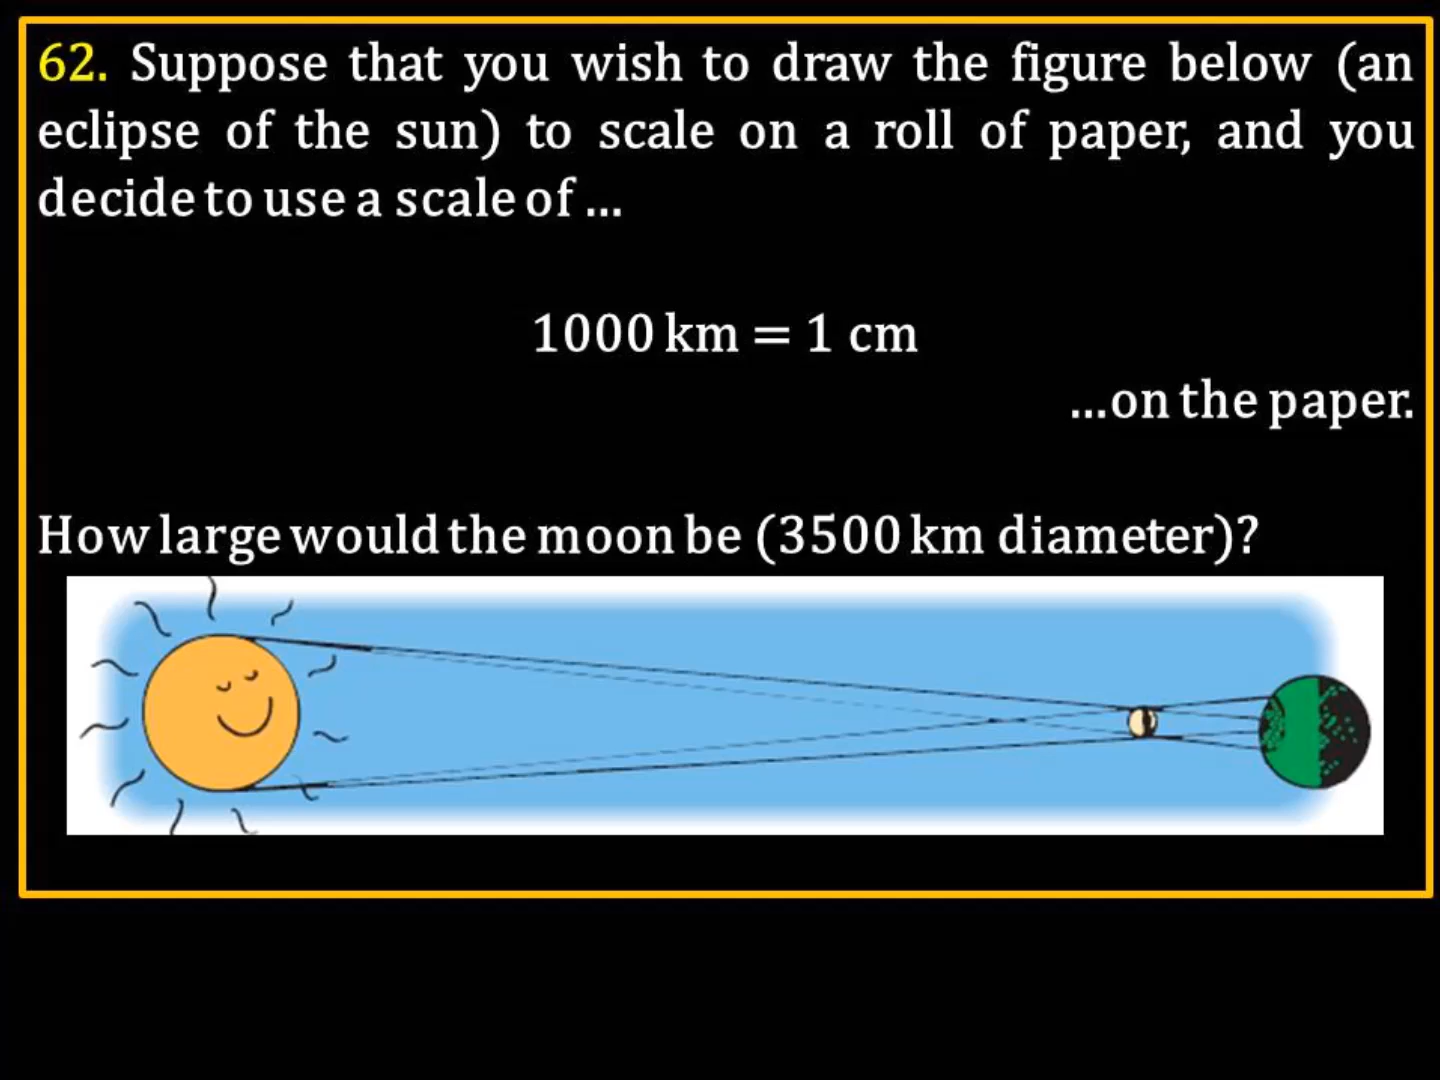 62. Suppose that you wish to draw the figure below (an
eclipse of the sun) to scale on a roll of paper, and you
decide to use a scale of ...
1000 km = 1 cm
...on the paper.
How large would the moon be (3500 km diameter)?